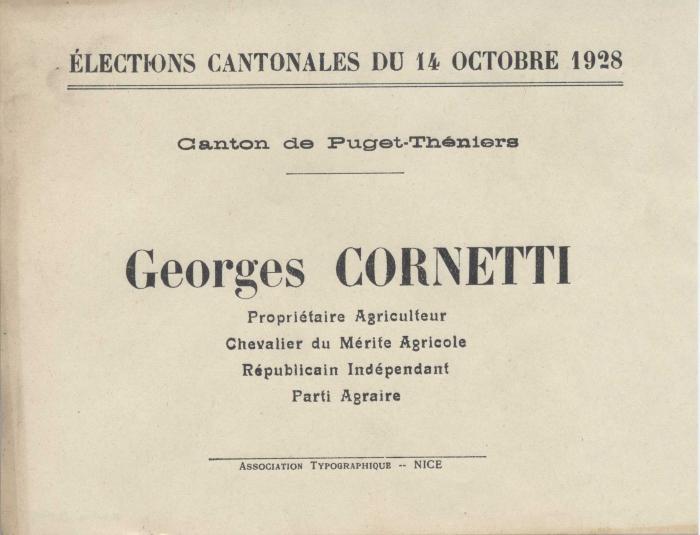 ÉLECTIONS CANTONALES DU 14 OCTOBRE 1928
Canton de Puget-Théniers
Georges CORNETTI
Propriétaire Agriculteur
Chevalier du Mérite Agricole
Républicain Indépendant
Parti Agraire
ASSOCIATION TYPOGRAPHIQUE -- NICE